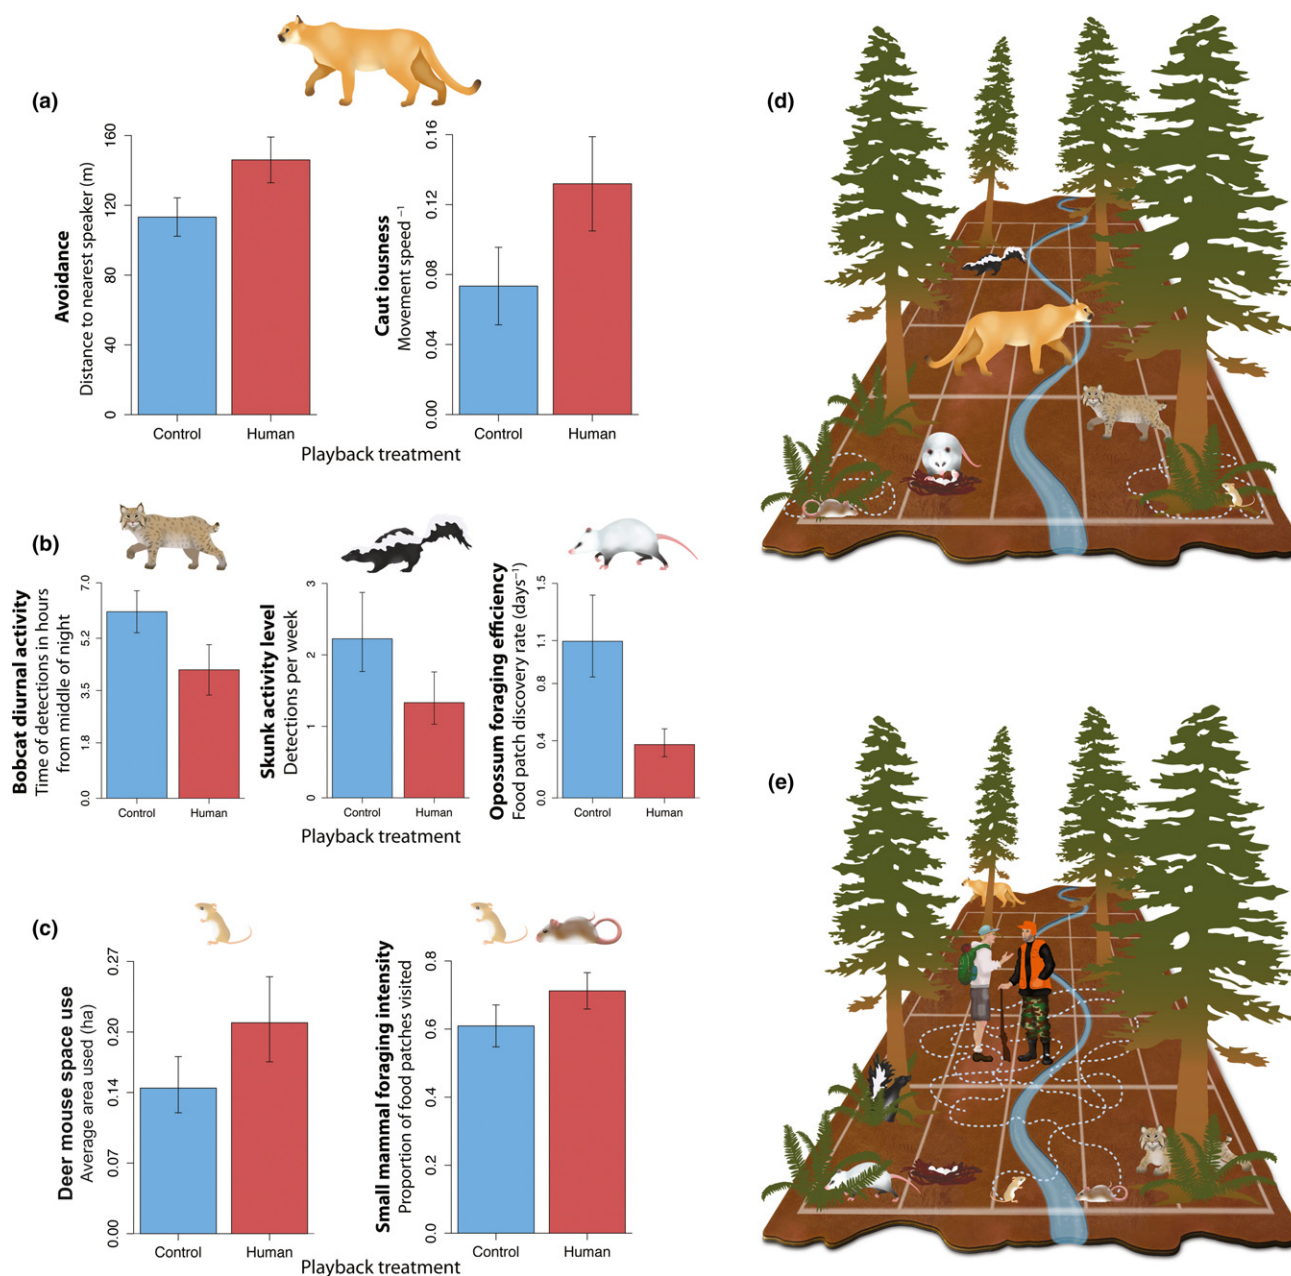 (a)
Avoidance
Distance to nearest speaker (m)
0 40 80 120 160
Control Human
Caut iousness
Movement speed ⁻¹
0.00 0.04 0.08 0.12 0.16
Control Human
Playback treatment
(b)
Bobcat diurnal activity
Time of detections in hours
from middle of night
0.0 1.8 3.5 5.2 7.0
Control Human
Skunk activity level
Detections per week
0 1 2 3
Control Human
Opossum foraging efficiency
Food patch discovery rate (days⁻¹)
0.0 0.4 0.8 1.1 1.5
Control Human
Playback treatment
(c)
Deer mouse space use
Average area used (ha)
0.00 0.07 0.14 0.20 0.27
Control Human
Small mammal foraging intensity
Proportion of food patches visited
0.0 0.2 0.4 0.6 0.8
Control Human
Playback treatment
(d)
(e)